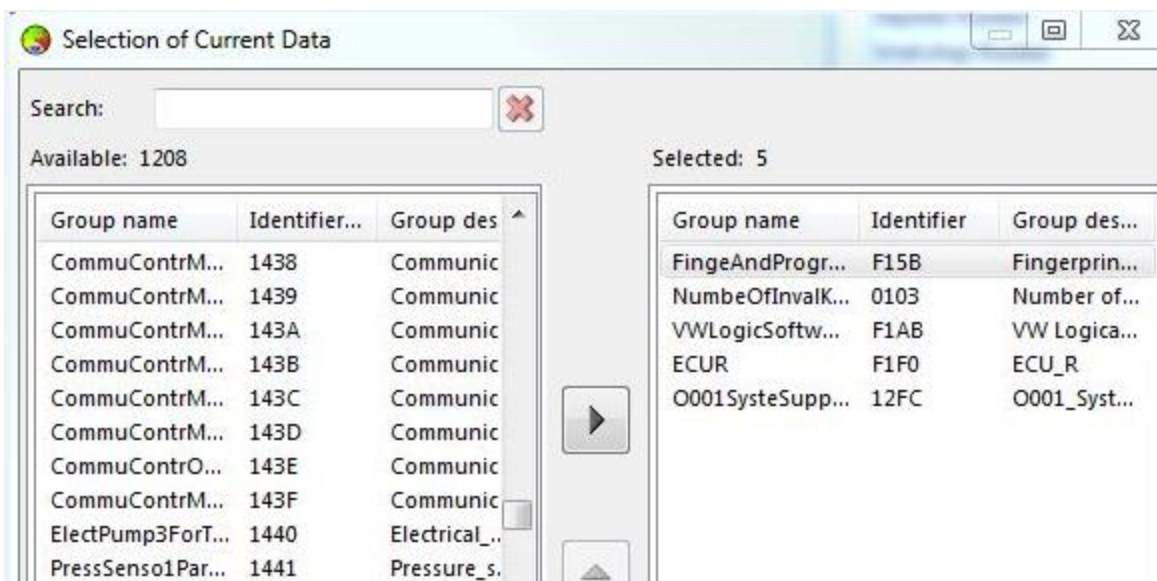 Selection of Current Data
Search:
Available: 1208
Group name Identifier... Group des
CommuContrM... 1438 Communic
CommuContrM... 1439 Communic
CommuContrM... 143A Communic
CommuContrM... 143B Communic
CommuContrM... 143C Communic
CommuContrM... 143D Communic
CommuContrO... 143E Communic
CommuContrM... 143F Communic
ElectPump3ForT... 1440 Electrical_..
PressSenso1Par... 1441 Pressure_s.
Selected: 5
Group name Identifier Group des...
FingeAndProgr... F15B Fingerprin...
NumbeOfInvalK... 0103 Number of...
VWLogicSoftw... F1AB VW Logica...
ECUR F1F0 ECU_R
O001SysteSupp... 12FC O001_Syst...